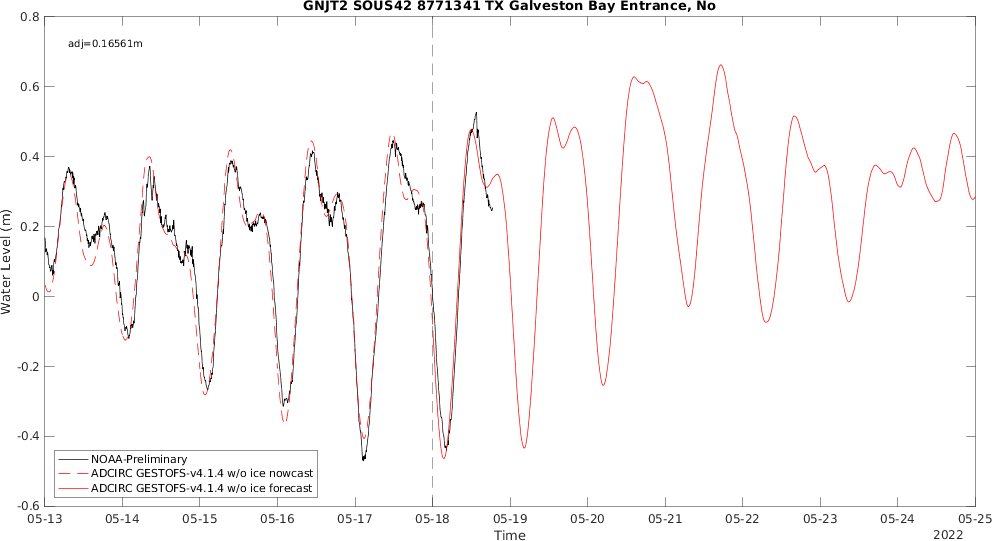 GNJT2 SOUS42 8771341 TX Galveston Bay Entrance, No
adj=0.16561m
Water Level (m)
0.8
0.6
0.4
0.2
0
-0.2
-0.4
-0.6
NOAA-Preliminary
ADCIRC GESTOFS-v4.1.4 w/o ice nowcast
ADCIRC GESTOFS-v4.1.4 w/o ice forecast
05-13 05-14 05-15 05-16 05-17 05-18 05-19 05-20 05-21 05-22 05-23 05-24 05-25
Time
2022